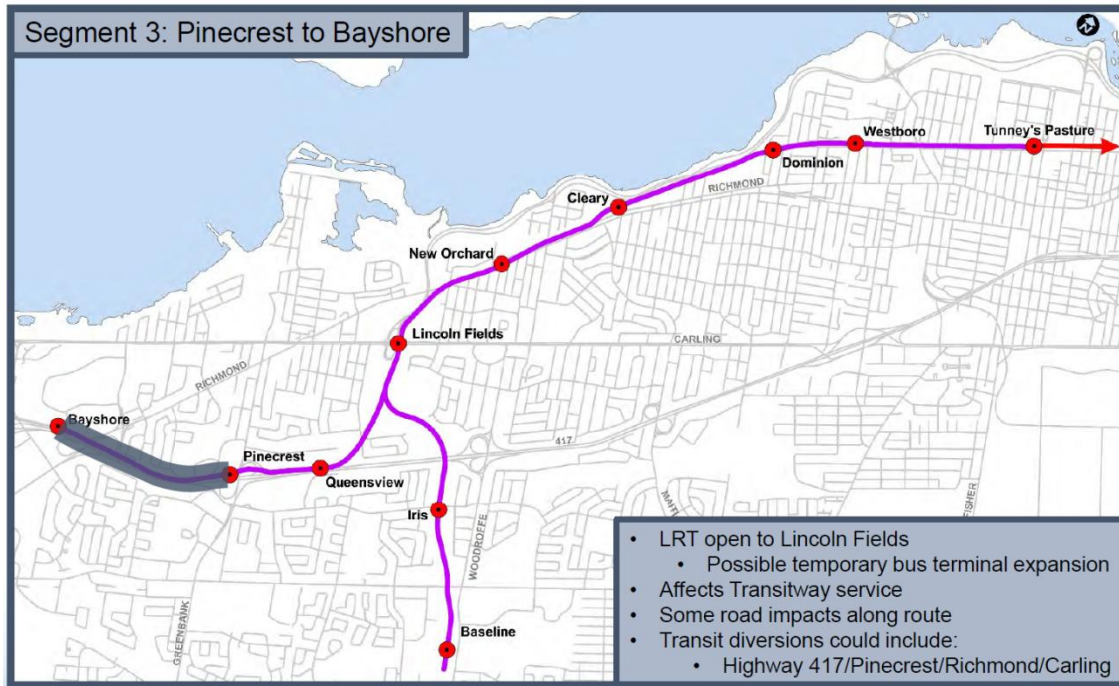 Segment 3: Pinecrest to Bayshore
Westboro
Tunney's Pasture
Dominion
RICHMOND
Cleary
New Orchard
Lincoln Fields
CARLING
RICHMOND
Bayshore
417
Pinecrest
Queensview
Iris
WOODROFFE
MAITL
FISHER
GREENBANK
Baseline
• LRT open to Lincoln Fields
• Possible temporary bus terminal expansion
• Affects Transitway service
• Some road impacts along route
• Transit diversions could include:
• Highway 417/Pinecrest/Richmond/Carling